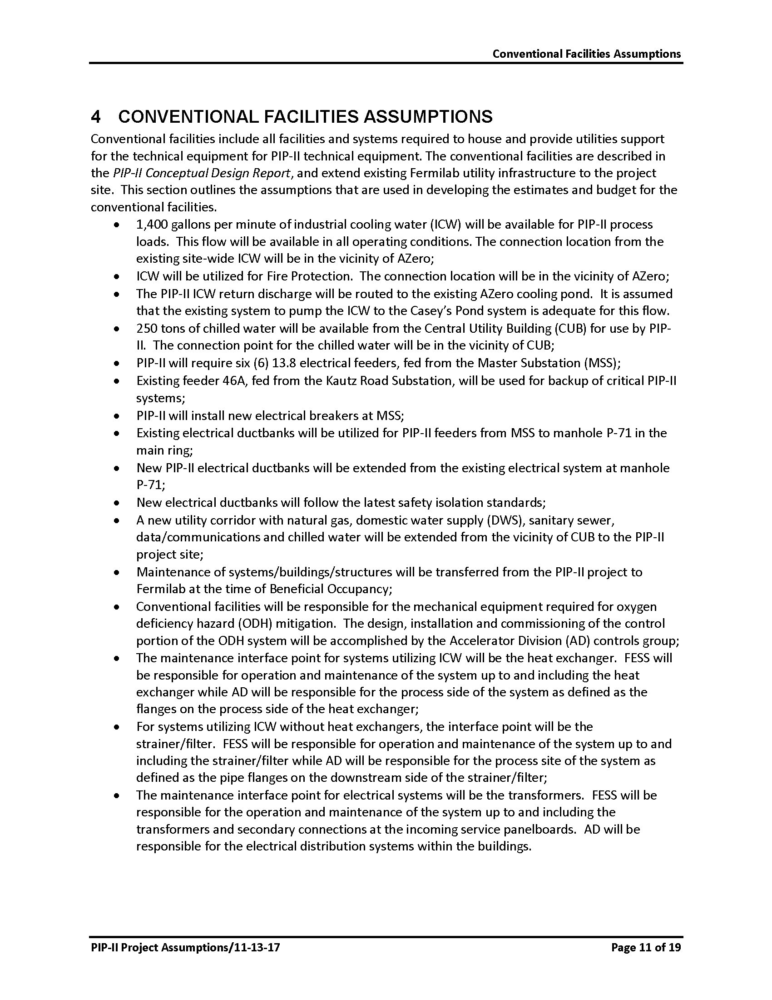 Conventional Facilities Assumptions
4 CONVENTIONAL FACILITIES ASSUMPTIONS
Conventional facilities include all facilities and systems required to house and provide utilities support
for the technical equipment for PIP-II technical equipment. The conventional facilities are described in
the PIP-II Conceptual Design Report, and extend existing Fermilab utility infrastructure to the project
site.  This section outlines the assumptions that are used in developing the estimates and budget for the
conventional facilities.
• 1,400 gallons per minute of industrial cooling water (ICW) will be available for PIP-II process
loads.  This flow will be available in all operating conditions. The connection location from the
existing site-wide ICW will be in the vicinity of AZero;
• ICW will be utilized for Fire Protection.  The connection location will be in the vicinity of AZero;
• The PIP-II ICW return discharge will be routed to the existing AZero cooling pond.  It is assumed
that the existing system to pump the ICW to the Casey’s Pond system is adequate for this flow.
• 250 tons of chilled water will be available from the Central Utility Building (CUB) for use by PIP-
II.  The connection point for the chilled water will be in the vicinity of CUB;
• PIP-II will require six (6) 13.8 electrical feeders, fed from the Master Substation (MSS);
• Existing feeder 46A, fed from the Kautz Road Substation, will be used for backup of critical PIP-II
systems;
• PIP-II will install new electrical breakers at MSS;
• Existing electrical ductbanks will be utilized for PIP-II feeders from MSS to manhole P-71 in the
main ring;
• New PIP-II electrical ductbanks will be extended from the existing electrical system at manhole
P-71;
• New electrical ductbanks will follow the latest safety isolation standards;
• A new utility corridor with natural gas, domestic water supply (DWS), sanitary sewer,
data/communications and chilled water will be extended from the vicinity of CUB to the PIP-II
project site;
• Maintenance of systems/buildings/structures will be transferred from the PIP-II project to
Fermilab at the time of Beneficial Occupancy;
• Conventional facilities will be responsible for the mechanical equipment required for oxygen
deficiency hazard (ODH) mitigation.  The design, installation and commissioning of the control
portion of the ODH system will be accomplished by the Accelerator Division (AD) controls group;
• The maintenance interface point for systems utilizing ICW will be the heat exchanger.  FESS will
be responsible for operation and maintenance of the system up to and including the heat
exchanger while AD will be responsible for the process side of the system as defined as the
flanges on the process side of the heat exchanger;
• For systems utilizing ICW without heat exchangers, the interface point will be the
strainer/filter.  FESS will be responsible for operation and maintenance of the system up to and
including the strainer/filter while AD will be responsible for the process site of the system as
defined as the pipe flanges on the downstream side of the strainer/filter;
• The maintenance interface point for electrical systems will be the transformers.  FESS will be
responsible for the operation and maintenance of the system up to and including the
transformers and secondary connections at the incoming service panelboards.  AD will be
responsible for the electrical distribution systems within the buildings.
PIP-II Project Assumptions/11-13-17 Page 11 of 19